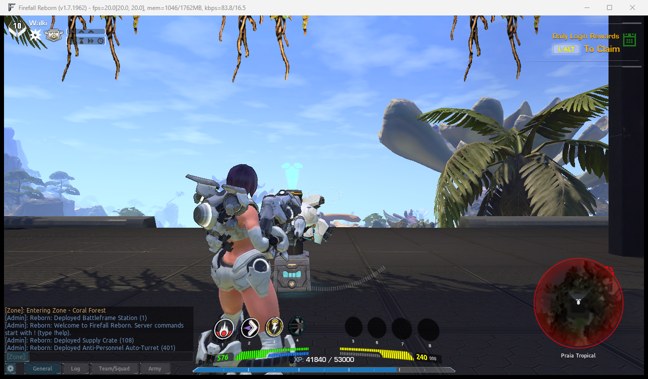 Firefall Reborn (v1.7.1962) - fps=20.0[20.0, 20.0], mem=1046/1762MB, kbps=83.8/16.5
10
Daily Login Rewards
To Claim
[Zone]: Entering Zone - Coral Forest
[Admin]: Reborn: Deployed Battleframe Station (1)
[Admin]: Reborn: Welcome to Firefall Reborn. Server commands
start with ! (type !help).
[Admin]: Reborn: Deployed Supply Crate (108)
[Admin]: Reborn: Deployed Anti-Personnel Auto-Turret (401)
[Zone]
General Log Team/Squad Army
576
XP: 41840 / 53000
240
Praia Tropical